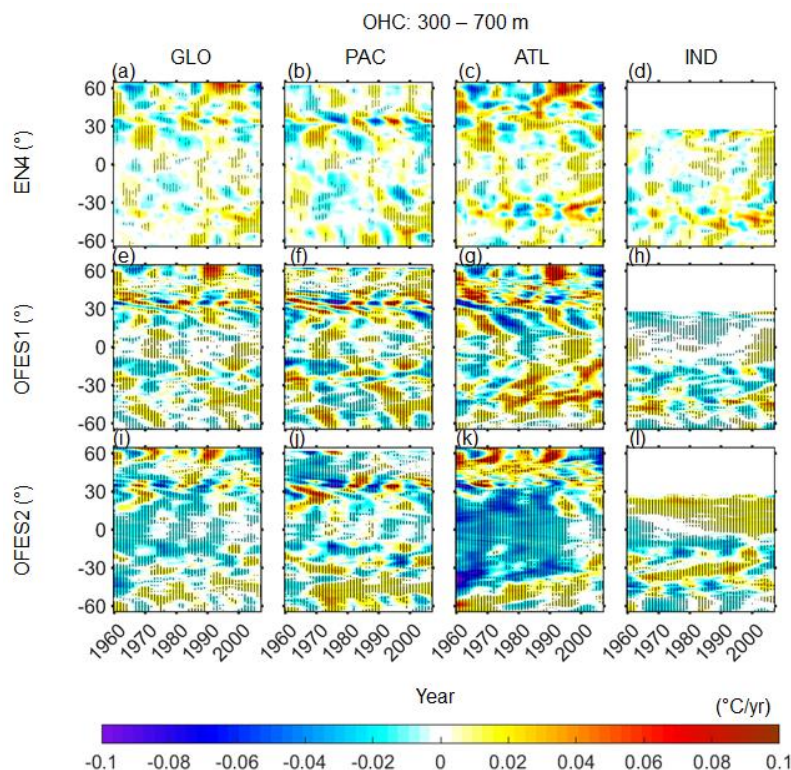 OHC: 300 – 700 m
GLO PAC ATL IND
(a) (b) (c) (d)
EN4 (°)
60
30
0
-30
-60
(e) (f) (g) (h)
OFES1 (°)
60
30
0
-30
-60
(i) (j) (k) (l)
OFES2 (°)
60
30
0
-30
-60
1960 1970 1980 1990 2000 1960 1970 1980 1990 2000 1960 1970 1980 1990 2000 1960 1970 1980 1990 2000
Year (°C/yr)
-0.1 -0.08 -0.06 -0.04 -0.02 0 0.02 0.04 0.06 0.08 0.1